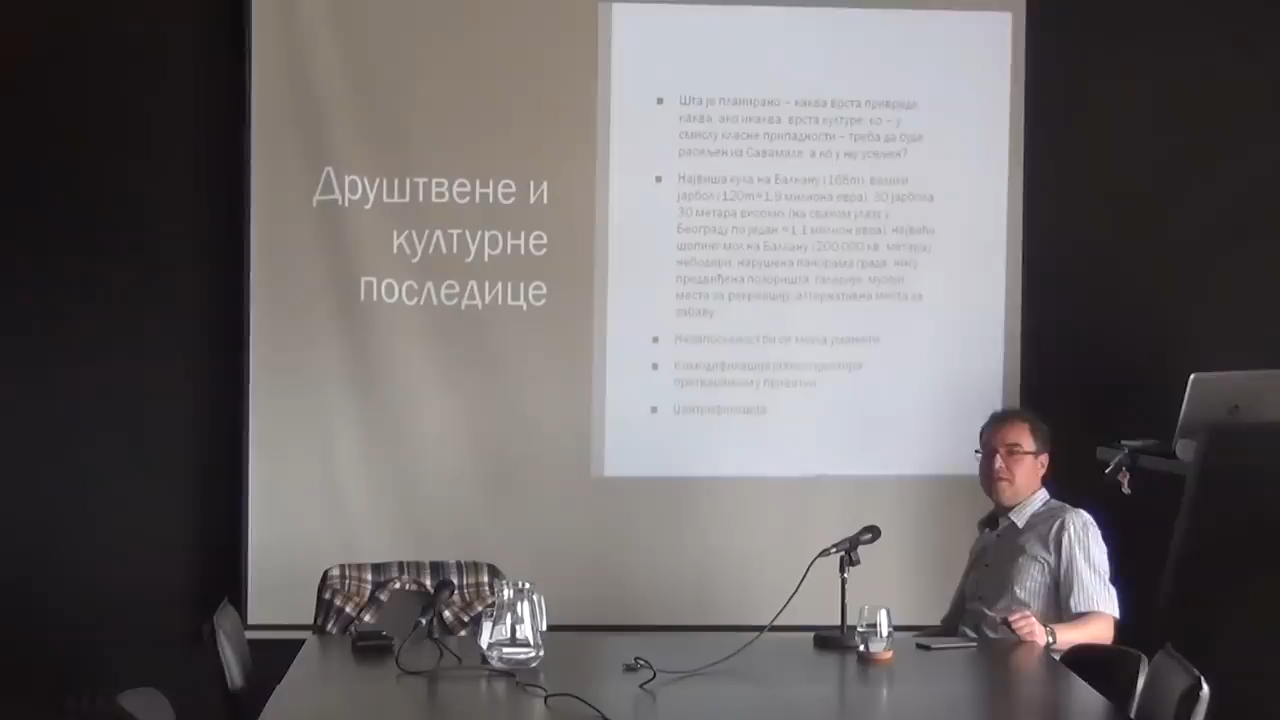 Друштвене и
културне
последице
Шта је планирано – каква врста привреде,
каква, ако икаква, врста културе, ко – у
смислу класне припадности – треба да буде
расељен из Савамале, а ко у њу усељен?
Највиша кула на Балкану (168m), велики
јарбол (120m=1.9 милиона евра), 30 јарбола
30 метара високих (на сваком улазу у
Београду по један =1.1 милион евра), највећи
шопинг мол на Балкану (200.000 кв. метара),
небодери, нарушена панорама града, нису
предвиђена позоришта, галерије, музеји,
места за рекреацију, алтернативна места за
забаву